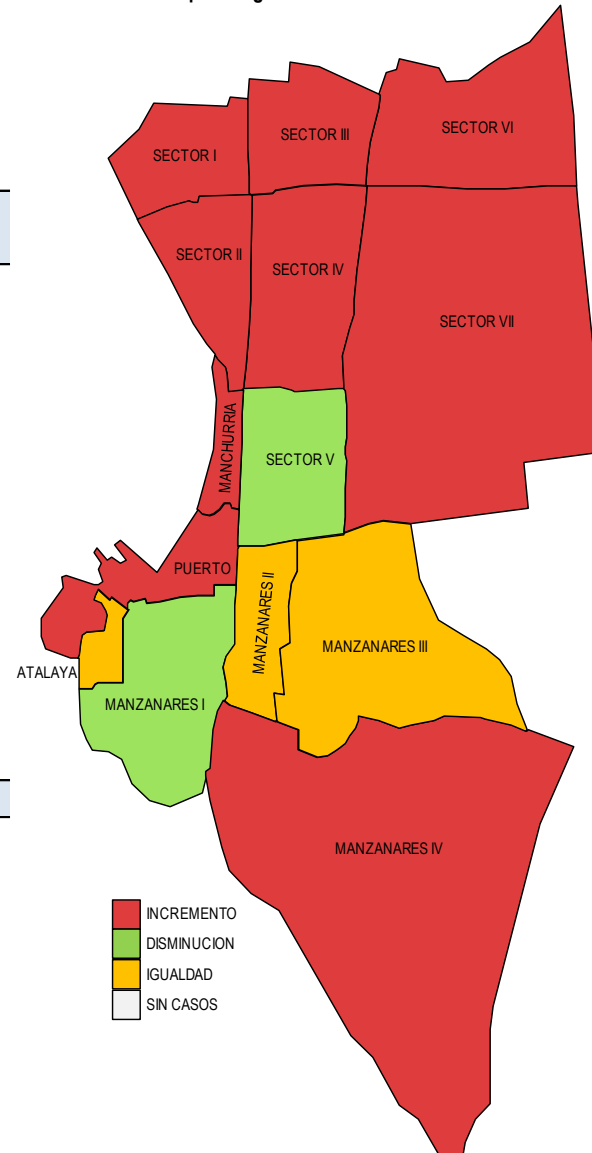 SECTOR VI
SECTOR III
SECTOR I
SECTOR II
SECTOR IV
SECTOR VII
MANCHURRIA
SECTOR V
PUERTO
MANZANARES II
MANZANARES III
ATALAYA
MANZANARES I
MANZANARES IV
INCREMENTO
DISMINUCION
IGUALDAD
SIN CASOS